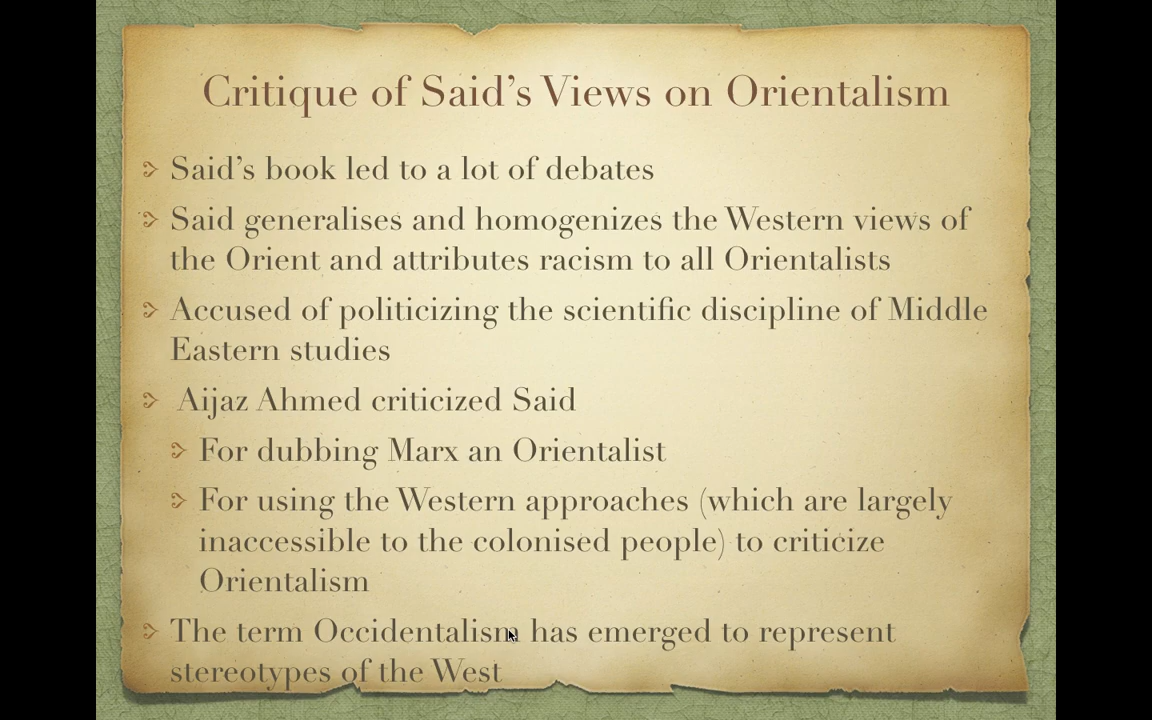 Critique of Said's Views on Orientalism
Said's book led to a lot of debates
Said generalises and homogenizes the Western views of
the Orient and attributes racism to all Orientalists
Accused of politicizing the scientific discipline of Middle
Eastern studies
Aijaz Ahmed criticized Said
For dubbing Marx an Orientalist
For using the Western approaches (which are largely
inaccessible to the colonised people) to criticize
Orientalism
The term Occidentalism has emerged to represent
stereotypes of the West